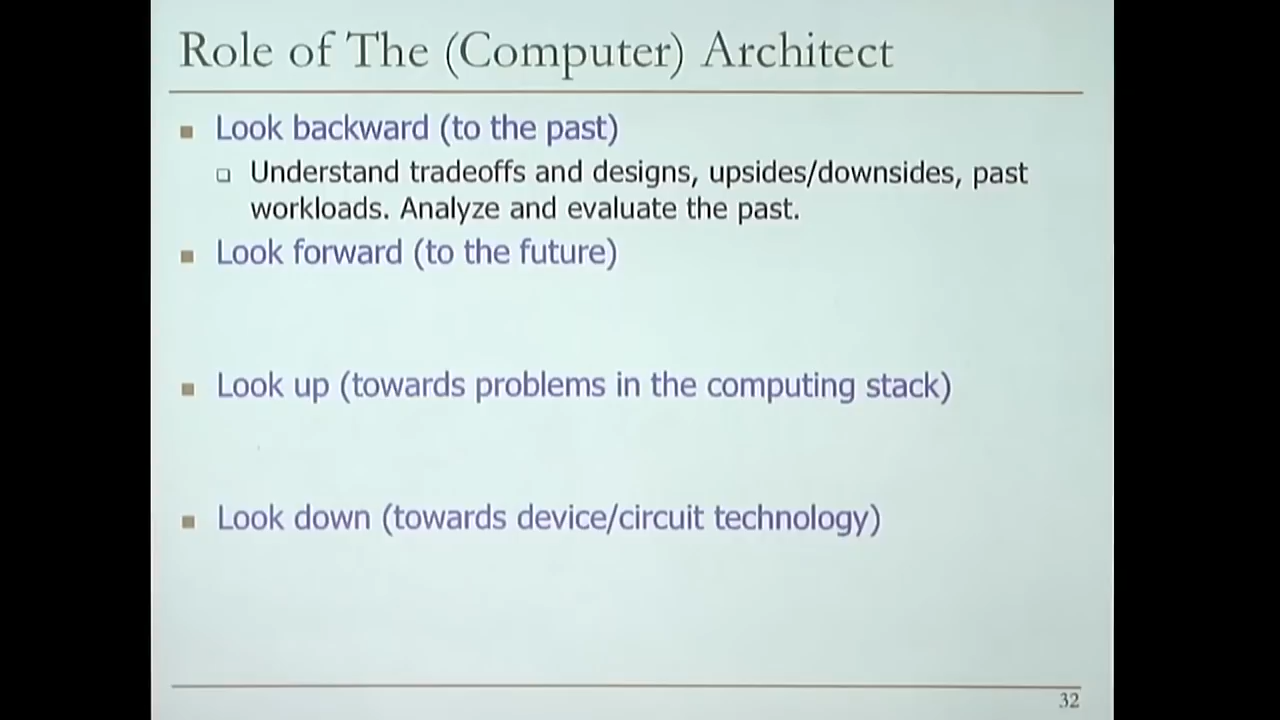 Role of The (Computer) Architect
Look backward (to the past)
Understand tradeoffs and designs, upsides/downsides, past
workloads. Analyze and evaluate the past.
Look forward (to the future)
Look up (towards problems in the computing stack)
Look down (towards device/circuit technology)
32